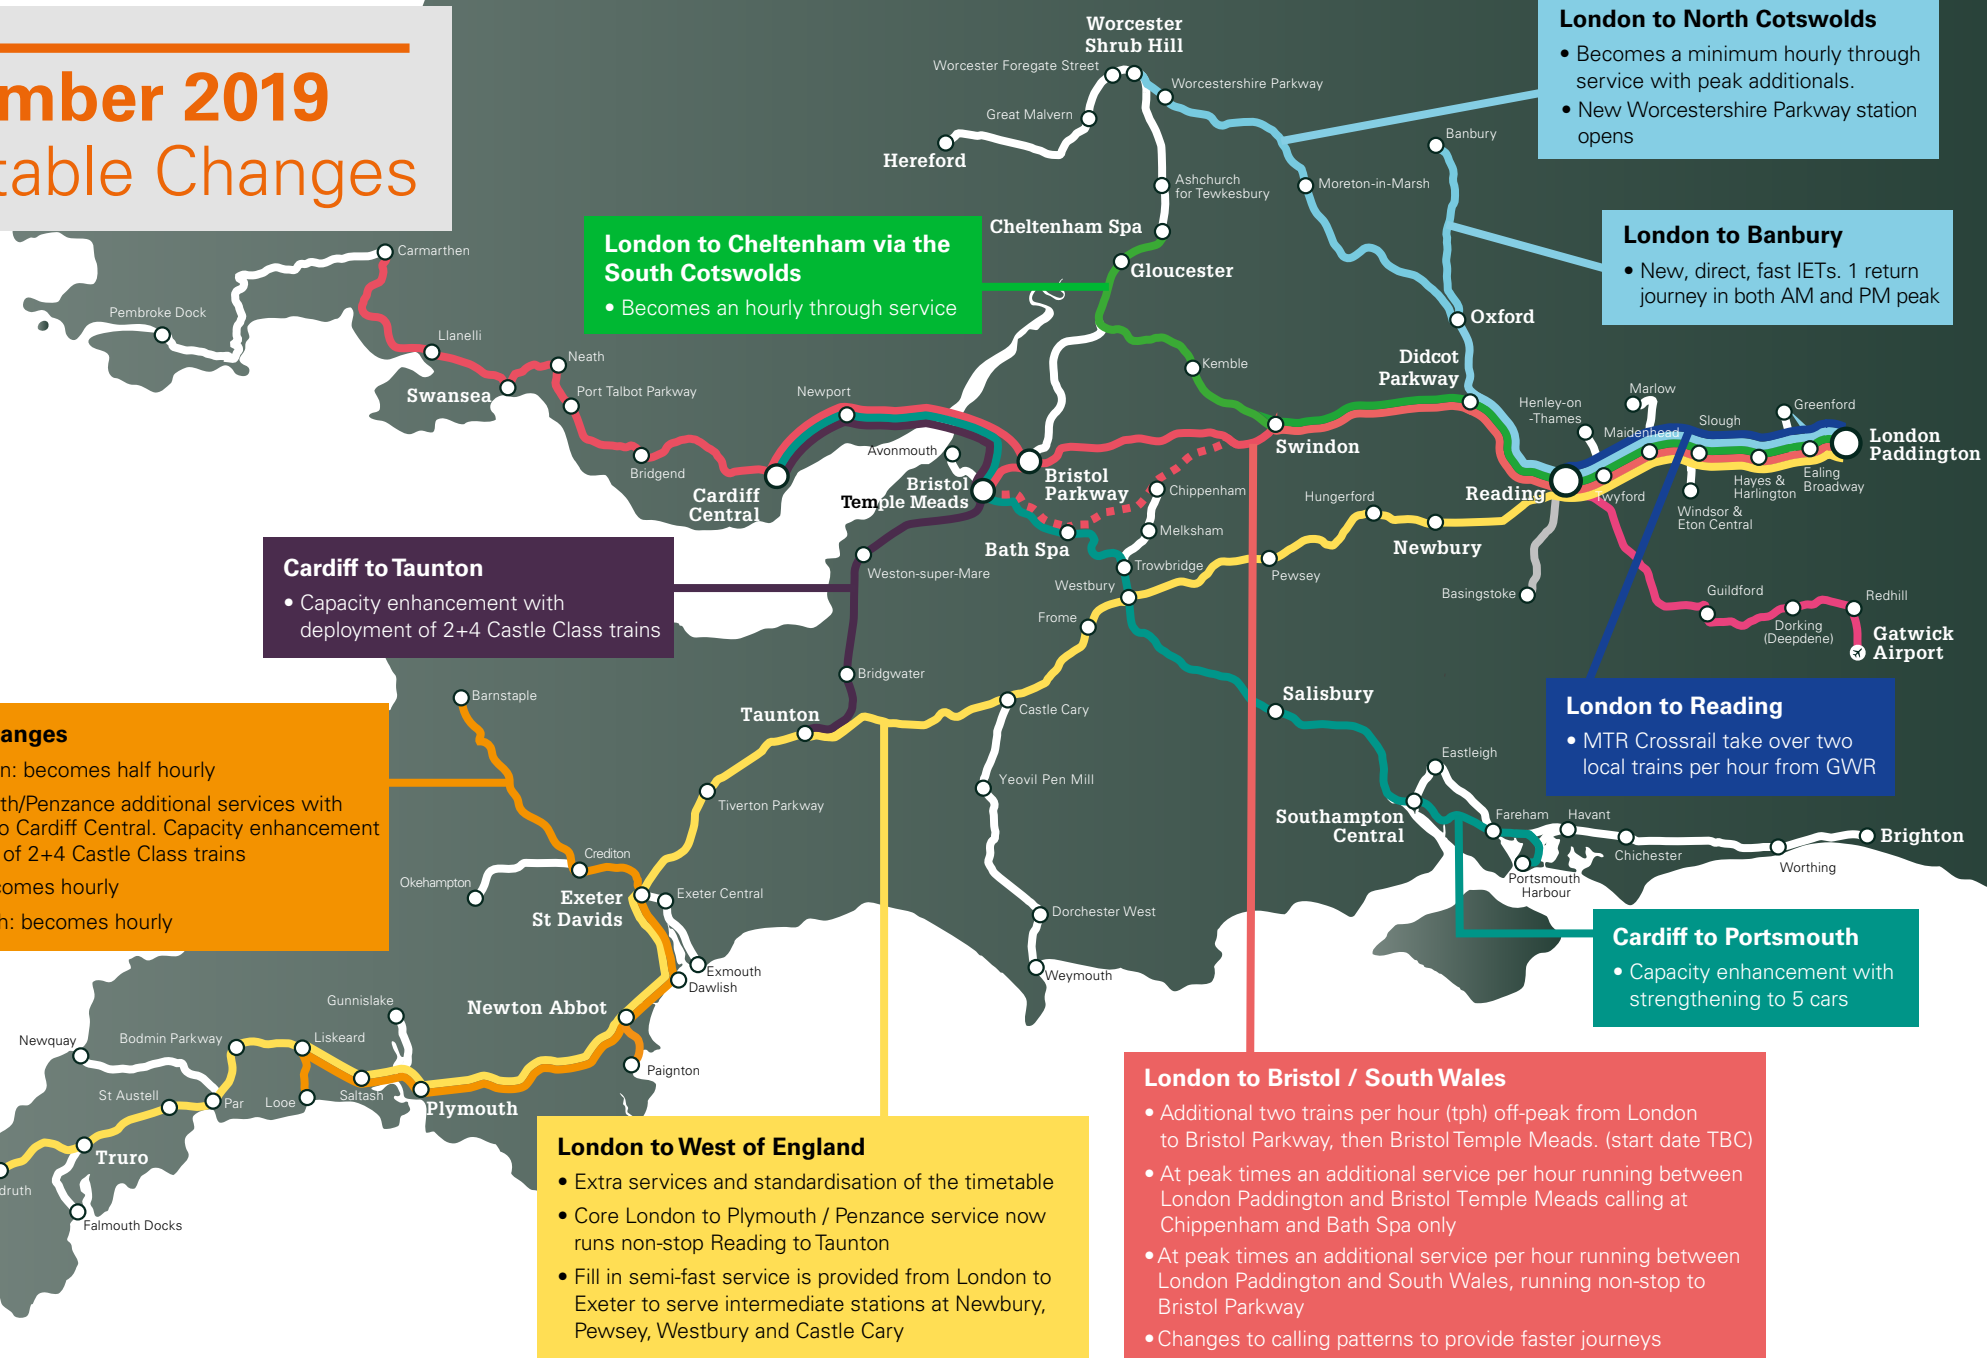 mber 2019
table Changes
Worcester
Shrub Hill
Worcester Foregate Street
Worcestershire Parkway
Great Malvern
Hereford
Banbury
Ashchurch
for Tewkesbury
Moreton-in-Marsh
Cheltenham Spa
Gloucester
Oxford
Didcot
Parkway
Kemble
London to North Cotswolds
• Becomes a minimum hourly through
service with peak additionals.
• New Worcestershire Parkway station
opens
London to Banbury
• New, direct, fast IETs. 1 return
journey in both AM and PM peak
London to Cheltenham via the
South Cotswolds
• Becomes an hourly through service
Carmarthen
Pembroke Dock
Llanelli
Neath
Swansea
Port Talbot Parkway
Newport
Bridgend
Cardiff
Central
Avonmouth
Bristol
Temple Meads
Bristol
Parkway
Swindon
Chippenham
Melksham
Bath Spa
Trowbridge
Westbury
Frome
Pewsey
Hungerford
Newbury
Reading
Henley-on
-Thames
Marlow
Maidenhead
Twyford
Slough
Greenford
Windsor &
Eton Central
Hayes &
Harlington
Ealing
Broadway
London
Paddington
Basingstoke
Guildford
Dorking
(Deepdene)
Redhill
Gatwick
Airport
Cardiff to Taunton
• Capacity enhancement with
deployment of 2+4 Castle Class trains
Weston-super-Mare
Bridgwater
Taunton
Castle Cary
Salisbury
London to Reading
• MTR Crossrail take over two
local trains per hour from GWR
Barnstaple
anges
n: becomes half hourly
th/Penzance additional services with
o Cardiff Central. Capacity enhancement
of 2+4 Castle Class trains
comes hourly
h: becomes hourly
Tiverton Parkway
Yeovil Pen Mill
Eastleigh
Southampton
Central
Fareham
Havant
Chichester
Worthing
Brighton
Portsmouth
Harbour
Crediton
Okehampton
Exeter
St Davids
Exeter Central
Exmouth
Dawlish
Dorchester West
Weymouth
Cardiff to Portsmouth
• Capacity enhancement with
strengthening to 5 cars
Newton Abbot
Gunnislake
Newquay
Bodmin Parkway
Liskeard
Paignton
St Austell
Par
Looe
Saltash
Plymouth
Truro
druth
Falmouth Docks
London to West of England
• Extra services and standardisation of the timetable
• Core London to Plymouth / Penzance service now
runs non-stop Reading to Taunton
• Fill in semi-fast service is provided from London to
Exeter to serve intermediate stations at Newbury,
Pewsey, Westbury and Castle Cary
London to Bristol / South Wales
• Additional two trains per hour (tph) off-peak from London
to Bristol Parkway, then Bristol Temple Meads. (start date TBC)
• At peak times an additional service per hour running between
London Paddington and Bristol Temple Meads calling at
Chippenham and Bath Spa only
• At peak times an additional service per hour running between
London Paddington and South Wales, running non-stop to
Bristol Parkway
• Changes to calling patterns to provide faster journeys